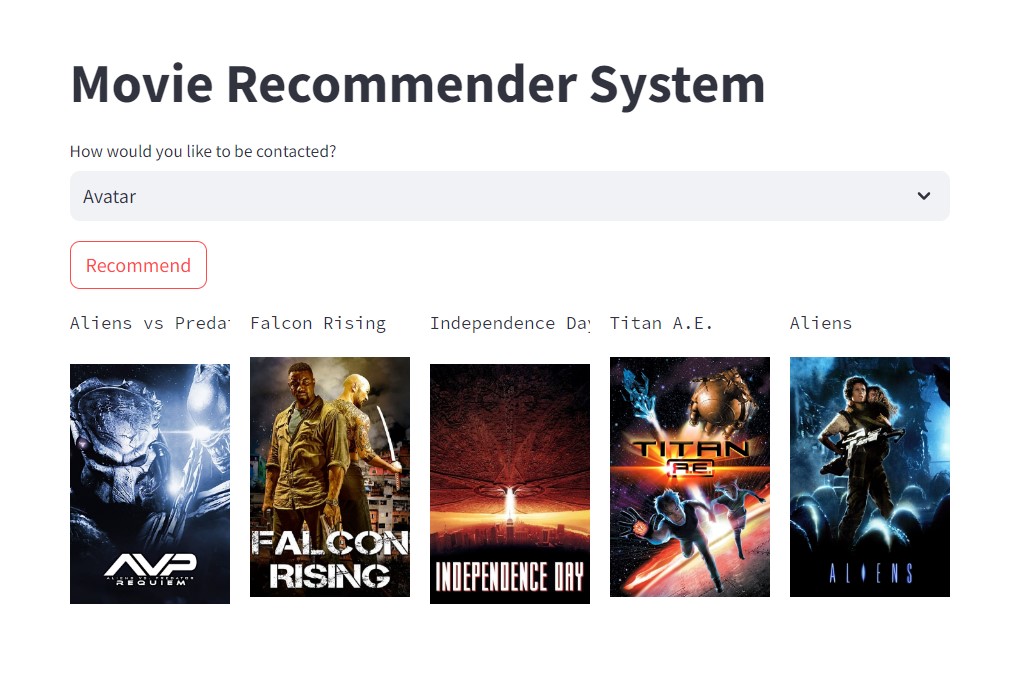 Movie Recommender System
How would you like to be contacted?
Avatar
Recommend
Aliens vs Preda
Falcon Rising
Independence Day
Titan A.E.
Aliens
AVP
ALIENS VS. PREDATOR
REQUIEM
FALCON
RISING
INDEPENDENCE DAY
TITAN
A.E.
ALIENS